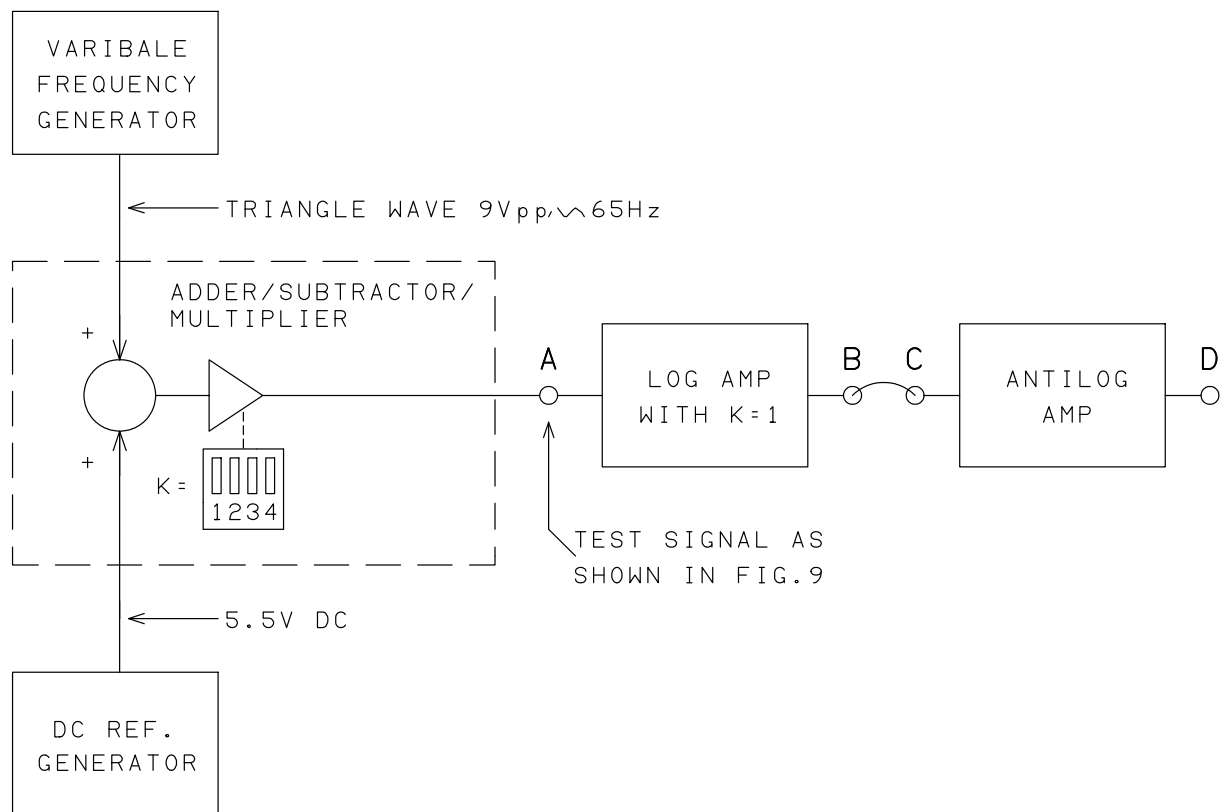 VARIBALE
FREQUENCY
GENERATOR
TRIANGLE WAVE 9Vpp,~65Hz
ADDER/SUBTRACTOR/
MULTIPLIER
+
+
K=
1234
A
LOG AMP
WITH K=1
B
C
ANTILOG
AMP
D
TEST SIGNAL AS
SHOWN IN FIG.9
5.5V DC
DC REF.
GENERATOR